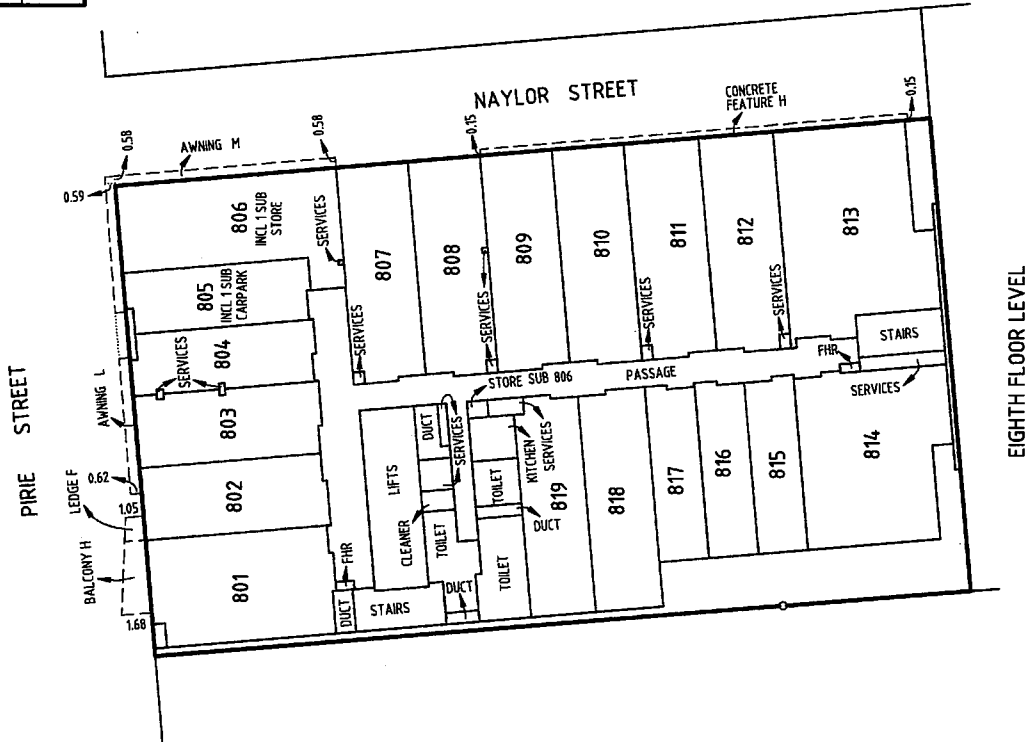 NAYLOR STREET
CONCRETE
FEATURE H
0.15
0.15
0.58
0.58
AWNING M
0.59
806
INCL 1 SUB
STORE
SERVICES
805
INCL 1 SUB
CARPARK
804
SERVICES
803
802
801
807
808
809
810
811
812
813
SERVICES
SERVICES
SERVICES
SERVICES
STAIRS
FHR
PASSAGE
STORE SUB 806
SERVICES
PIRIE STREET
AWNING L
0.62
LEDGE F
1.05
BALCONY H
1.68
LIFTS
DUCT
SERVICES
CLEANER
TOILET
TOILET
KITCHEN
SERVICES
DUCT
TOILET
FHR
DUCT
STAIRS
DUCT
819
818
817
816
815
814
EIGHTH FLOOR LEVEL